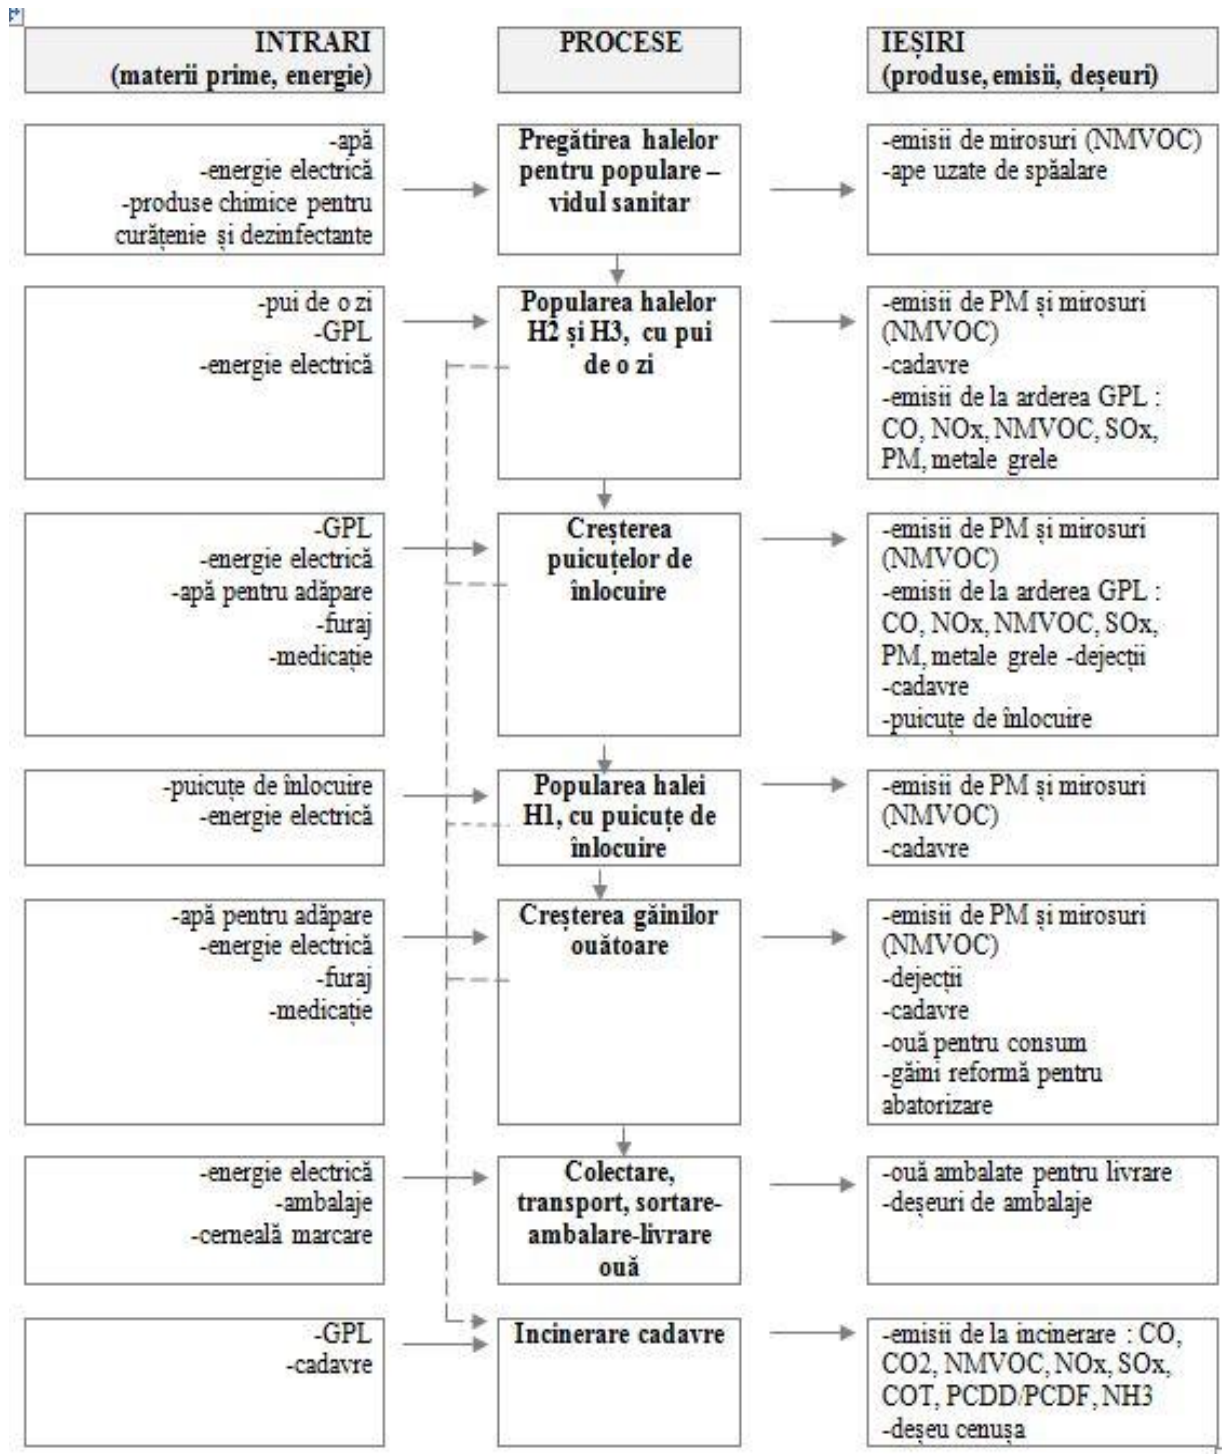 INTRARI
(materii prime, energie)
PROCESE
IEȘIRI
(produse, emisii, deșeuri)
-apă
-energie electrică
-produse chimice pentru
curățenie și dezinfectante
Pregătirea halelor
pentru populare –
vidul sanitar
-emisii de mirosuri (NMVOC)
-ape uzate de spăalare
-pui de o zi
-GPL
-energie electrică
Popularea halelor
H2 și H3, cu pui
de o zi
-emisii de PM și mirosuri
(NMVOC)
-cadavre
-emisii de la arderea GPL :
CO, NOx, NMVOC, SOx,
PM, metale grele
-GPL
-energie electrică
-apă pentru adăpare
-furaj
-medicație
Creșterea
puicuțelor de
înlocuire
-emisii de PM și mirosuri
(NMVOC)
-emisii de la arderea GPL :
CO, NOx, NMVOC, SOx,
PM, metale grele -dejecții
-cadavre
-puicuțe de înlocuire
-puicuțe de înlocuire
-energie electrică
Popularea halei
H1, cu puicuțe de
înlocuire
-emisii de PM și mirosuri
(NMVOC)
-cadavre
-apă pentru adăpare
-energie electrică
-furaj
-medicație
Creșterea găinilor
ouătoare
-emisii de PM și mirosuri
(NMVOC)
-dejecții
-cadavre
-ouă pentru consum
-găini reformă pentru
abatorizare
-energie electrică
-ambalaje
-cerneală marcare
Colectare,
transport, sortare-
ambalare-livrare
ouă
-ouă ambalate pentru livrare
-deșeuri de ambalaje
-GPL
-cadavre
Incinerare cadavre
-emisii de la incinerare : CO,
CO2, NMVOC, NOx, SOx,
COT, PCDD/PCDF, NH3
-deșeu cenușa